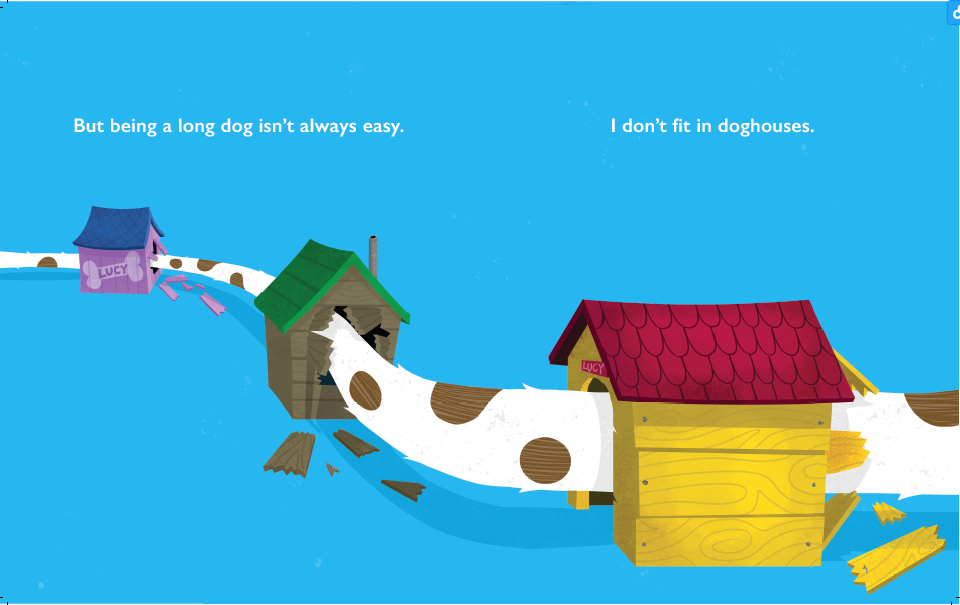 But being a long dog isn't always easy.
I don't fit in doghouses.
LUCY
LUCY